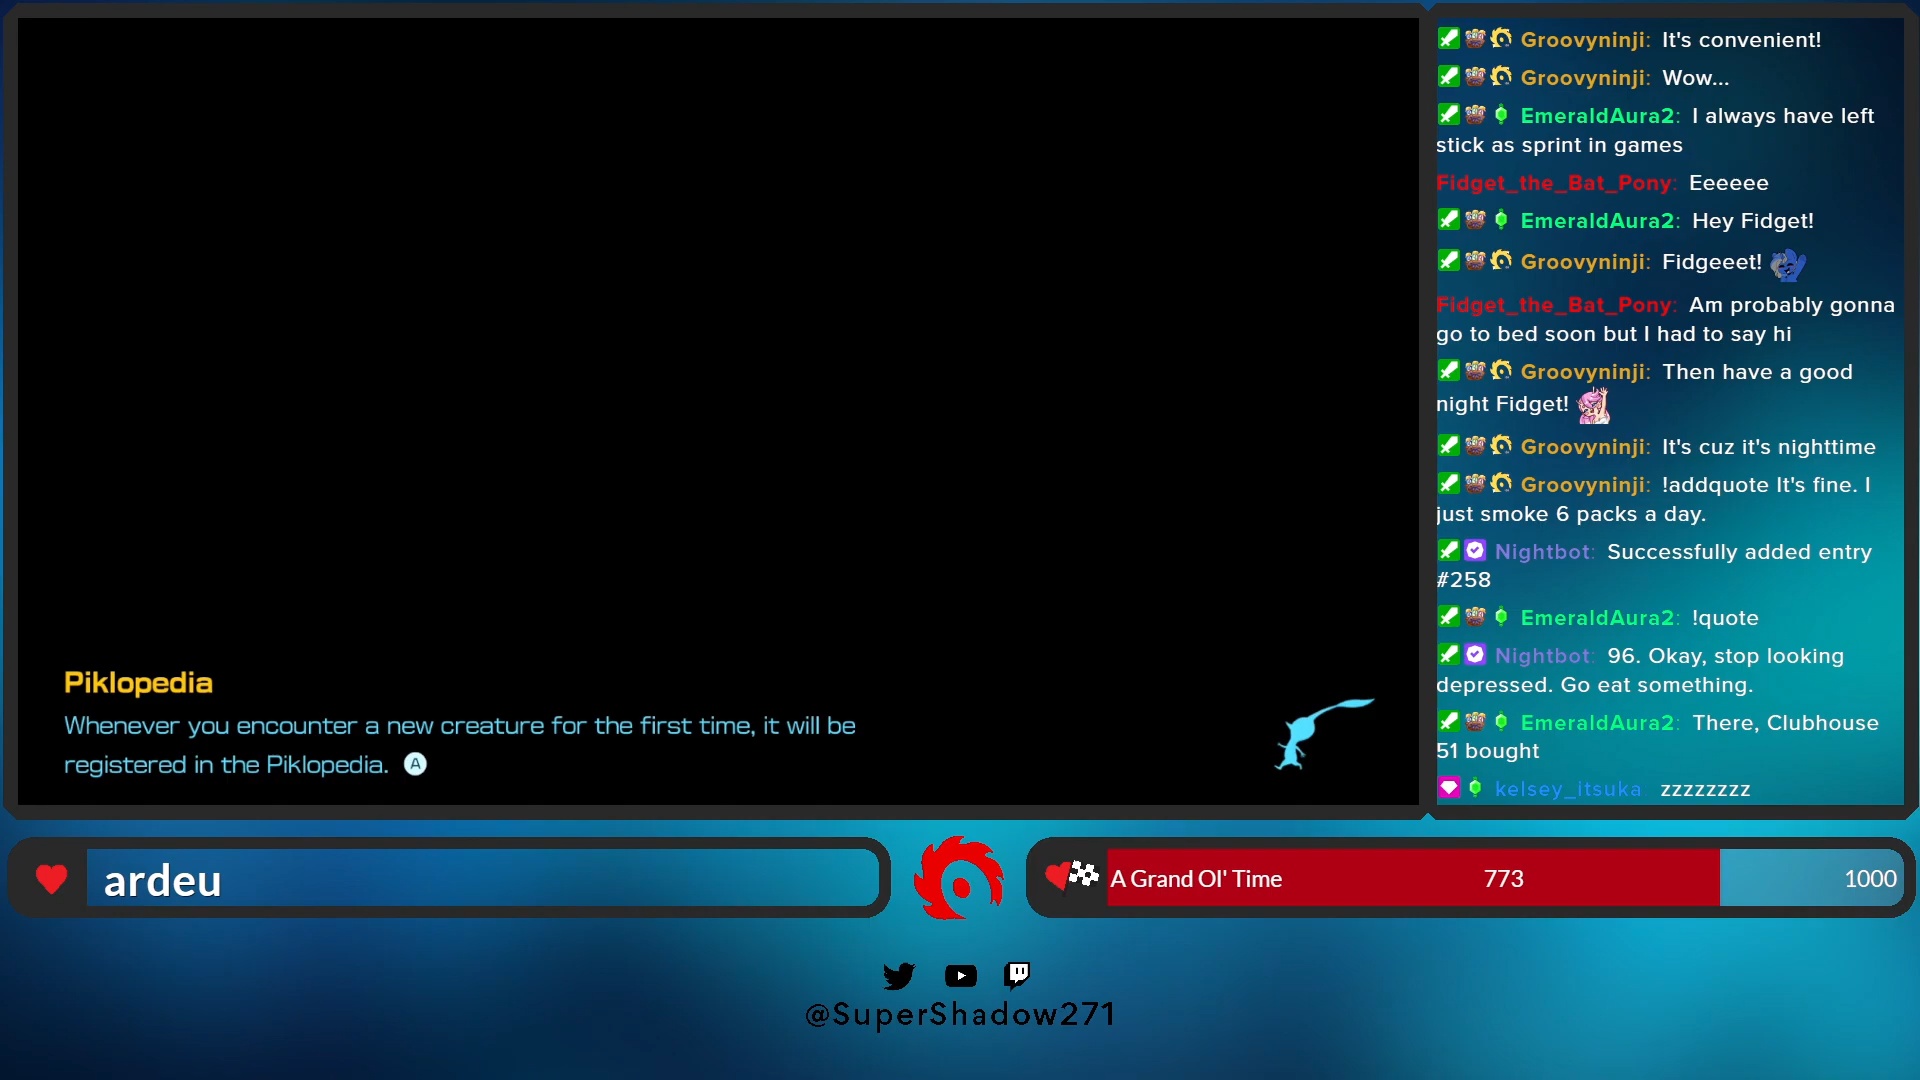 Piklopedia
Whenever you encounter a new creature for the first time, it will be
registered in the Piklopedia. A
Groovyninji: It's convenient!
Groovyninji: Wow...
EmeraldAura2: I always have left
stick as sprint in games
Fidget_the_Bat_Pony: Eeeeee
EmeraldAura2: Hey Fidget!
Groovyninji: Fidgeeet!
Fidget_the_Bat_Pony: Am probably gonna
go to bed soon but I had to say hi
Groovyninji: Then have a good
night Fidget!
Groovyninji: It's cuz it's nighttime
Groovyninji: !addquote It's fine. I
just smoke 6 packs a day.
Nightbot: Successfully added entry
#258
EmeraldAura2: !quote
Nightbot: 96. Okay, stop looking
depressed. Go eat something.
EmeraldAura2: There, Clubhouse
51 bought
kelsey_itsuka: zzzzzzzz
ardeu
A Grand Ol' Time 773 1000
@SuperShadow271